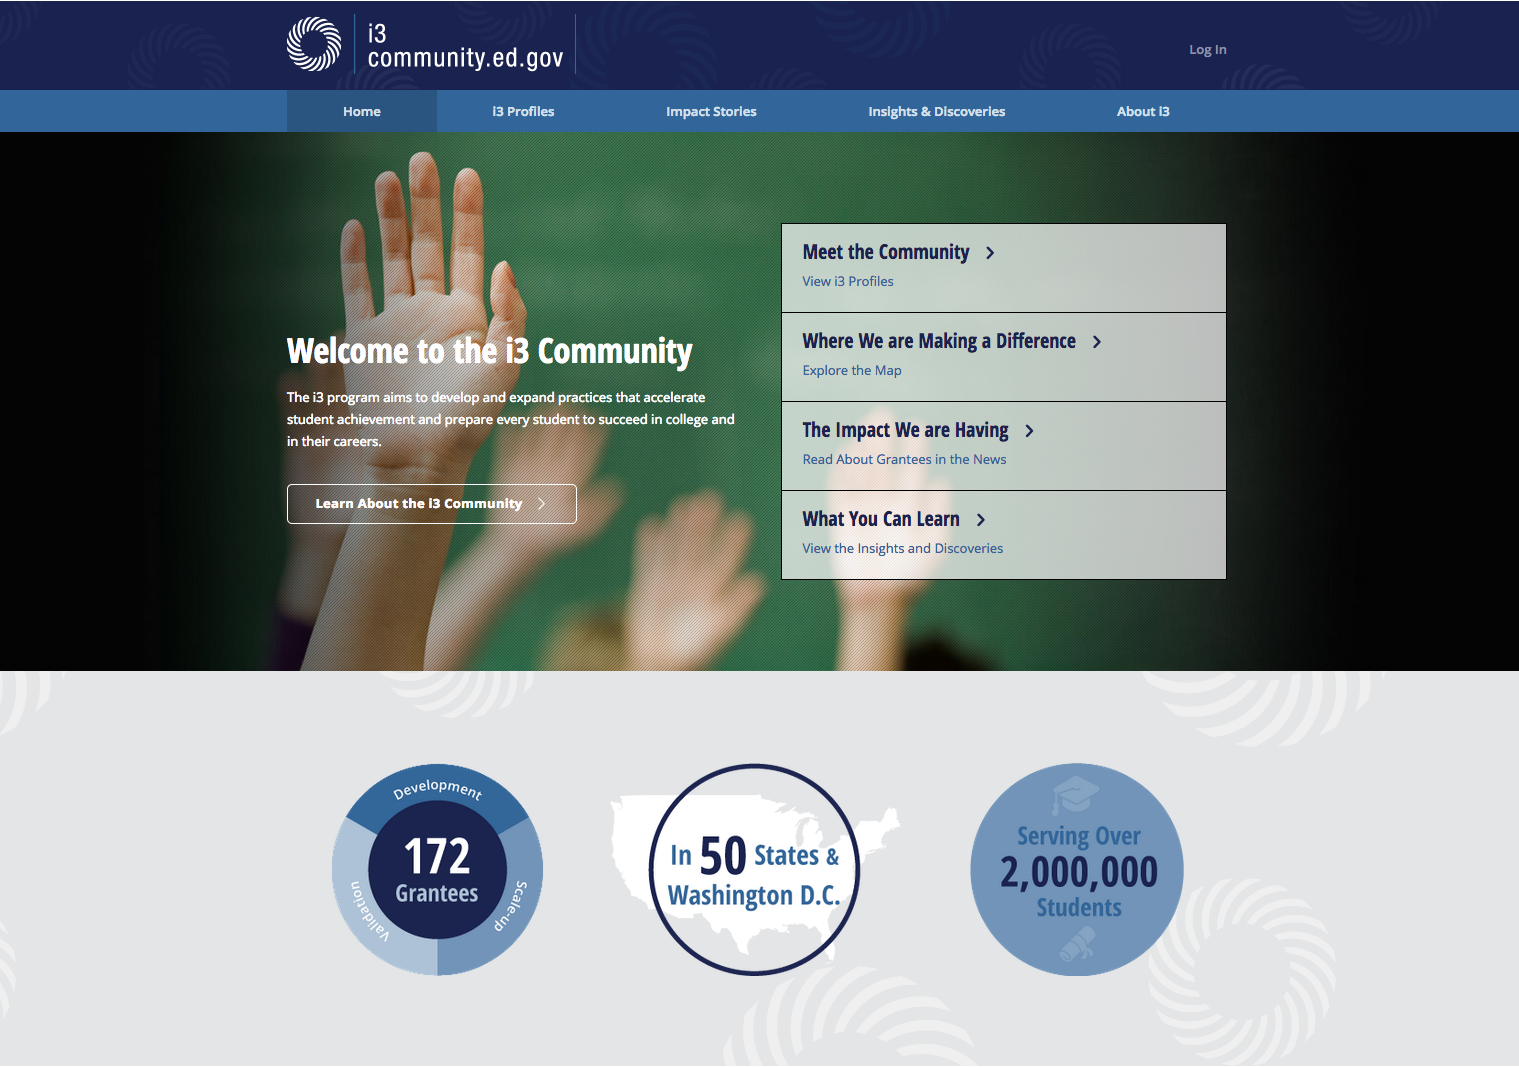 i3
community.ed.gov
Log In
Home
i3 Profiles
Impact Stories
Insights & Discoveries
About i3
Welcome to the i3 Community
The i3 program aims to develop and expand practices that accelerate
student achievement and prepare every student to succeed in college and
in their careers.
Learn About the i3 Community
Meet the Community
View i3 Profiles
Where We are Making a Difference
Explore the Map
The Impact We are Having
Read About Grantees in the News
What You Can Learn
View the Insights and Discoveries
Development
172
Grantees
Validation
Scale-up
In 50 States &
Washington D.C.
Serving Over
2,000,000
Students